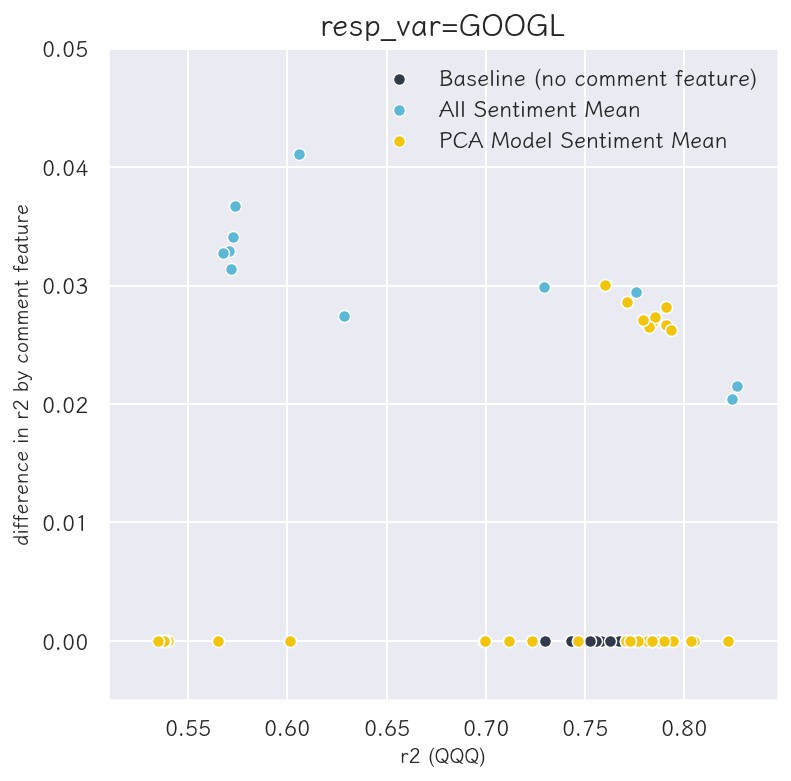 resp_var=GOOGL
0.05
Baseline (no comment feature)
All Sentiment Mean
PCA Model Sentiment Mean
0.04
0.03
0.02
0.01
0.00
difference in r2 by comment feature
0.55 0.60 0.65 0.70 0.75 0.80
r2 (QQQ)